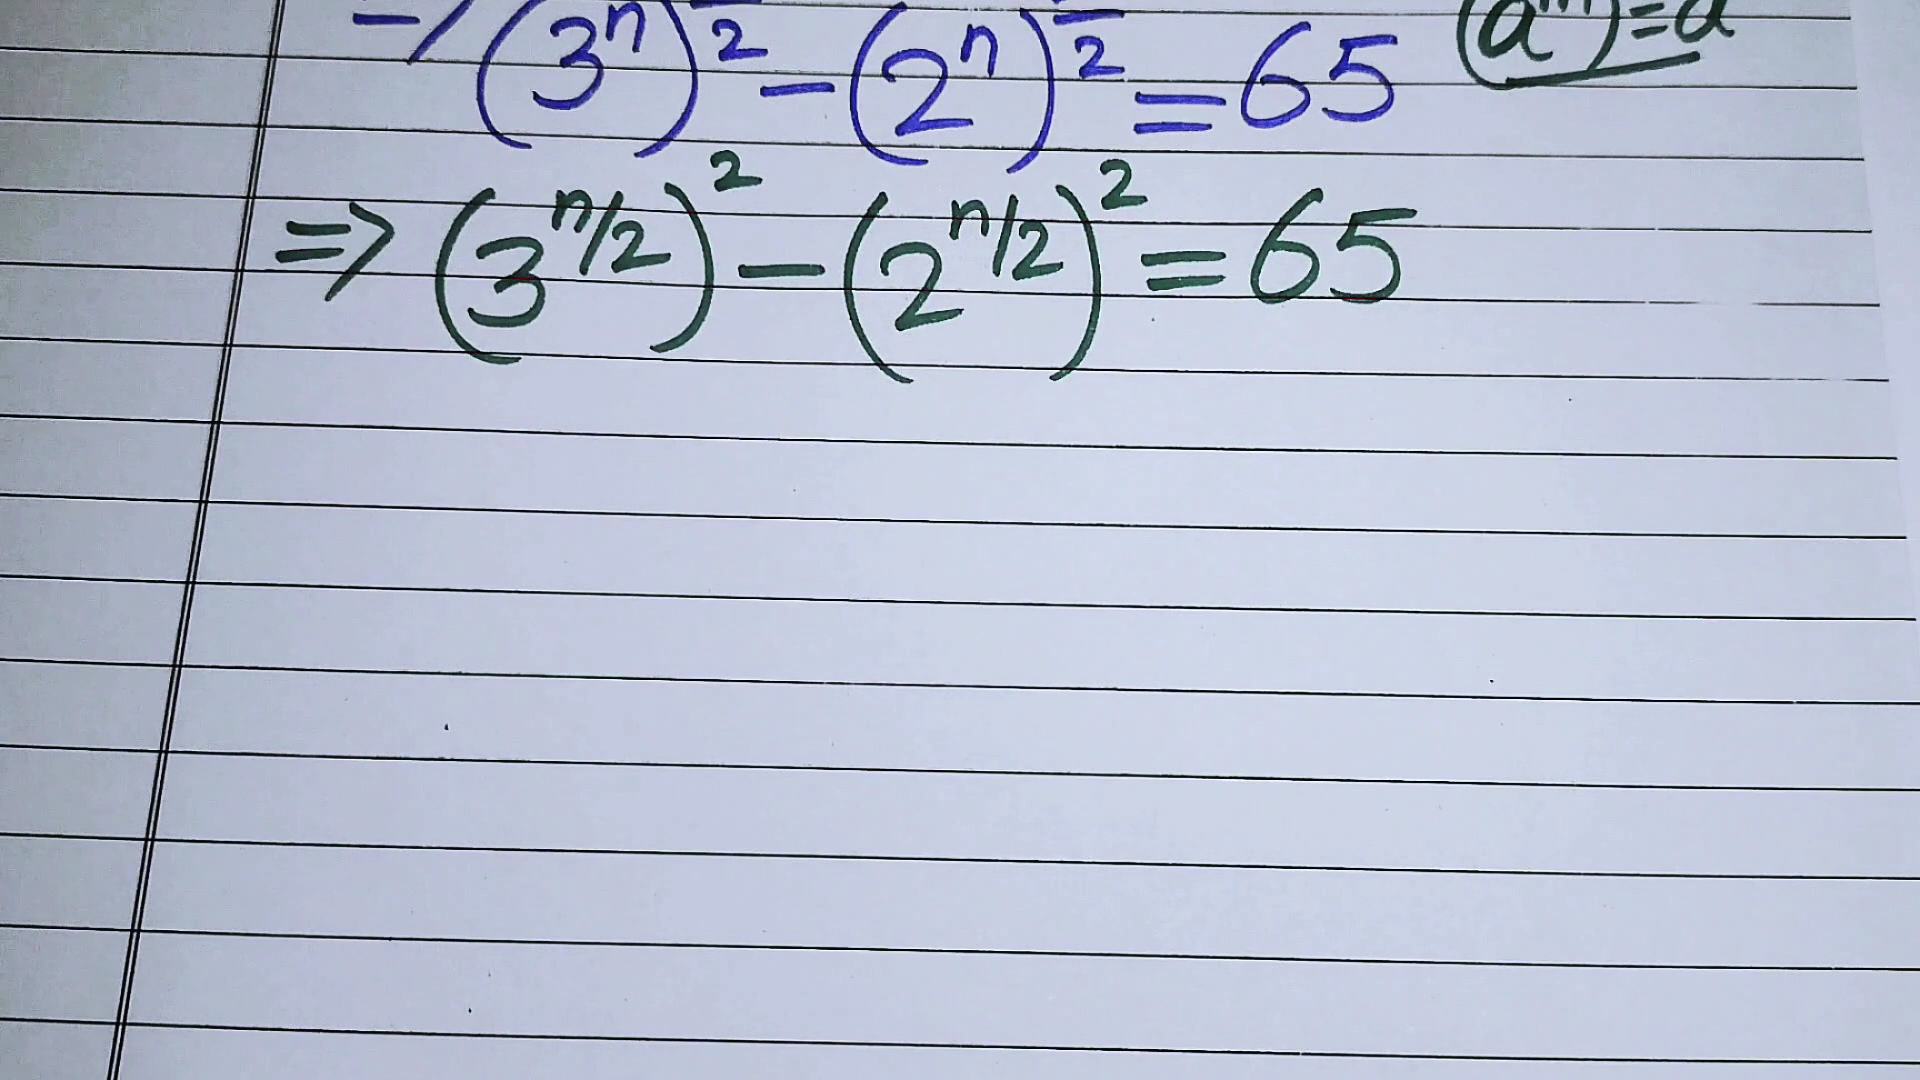 (3ⁿ)^2 - (2ⁿ)^2 = 65
=> (3^{n/2})^2 - (2^{n/2})^2 = 65